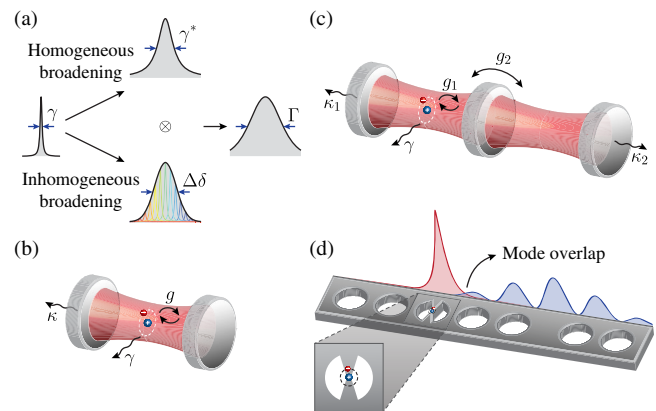 (a)
Homogeneous
broadening
γ*
γ
⊗
Γ
Inhomogeneous
broadening
Δδ
(b)
κ
g
γ
(c)
g₂
g₁
κ₁
γ
κ₂
(d)
Mode overlap